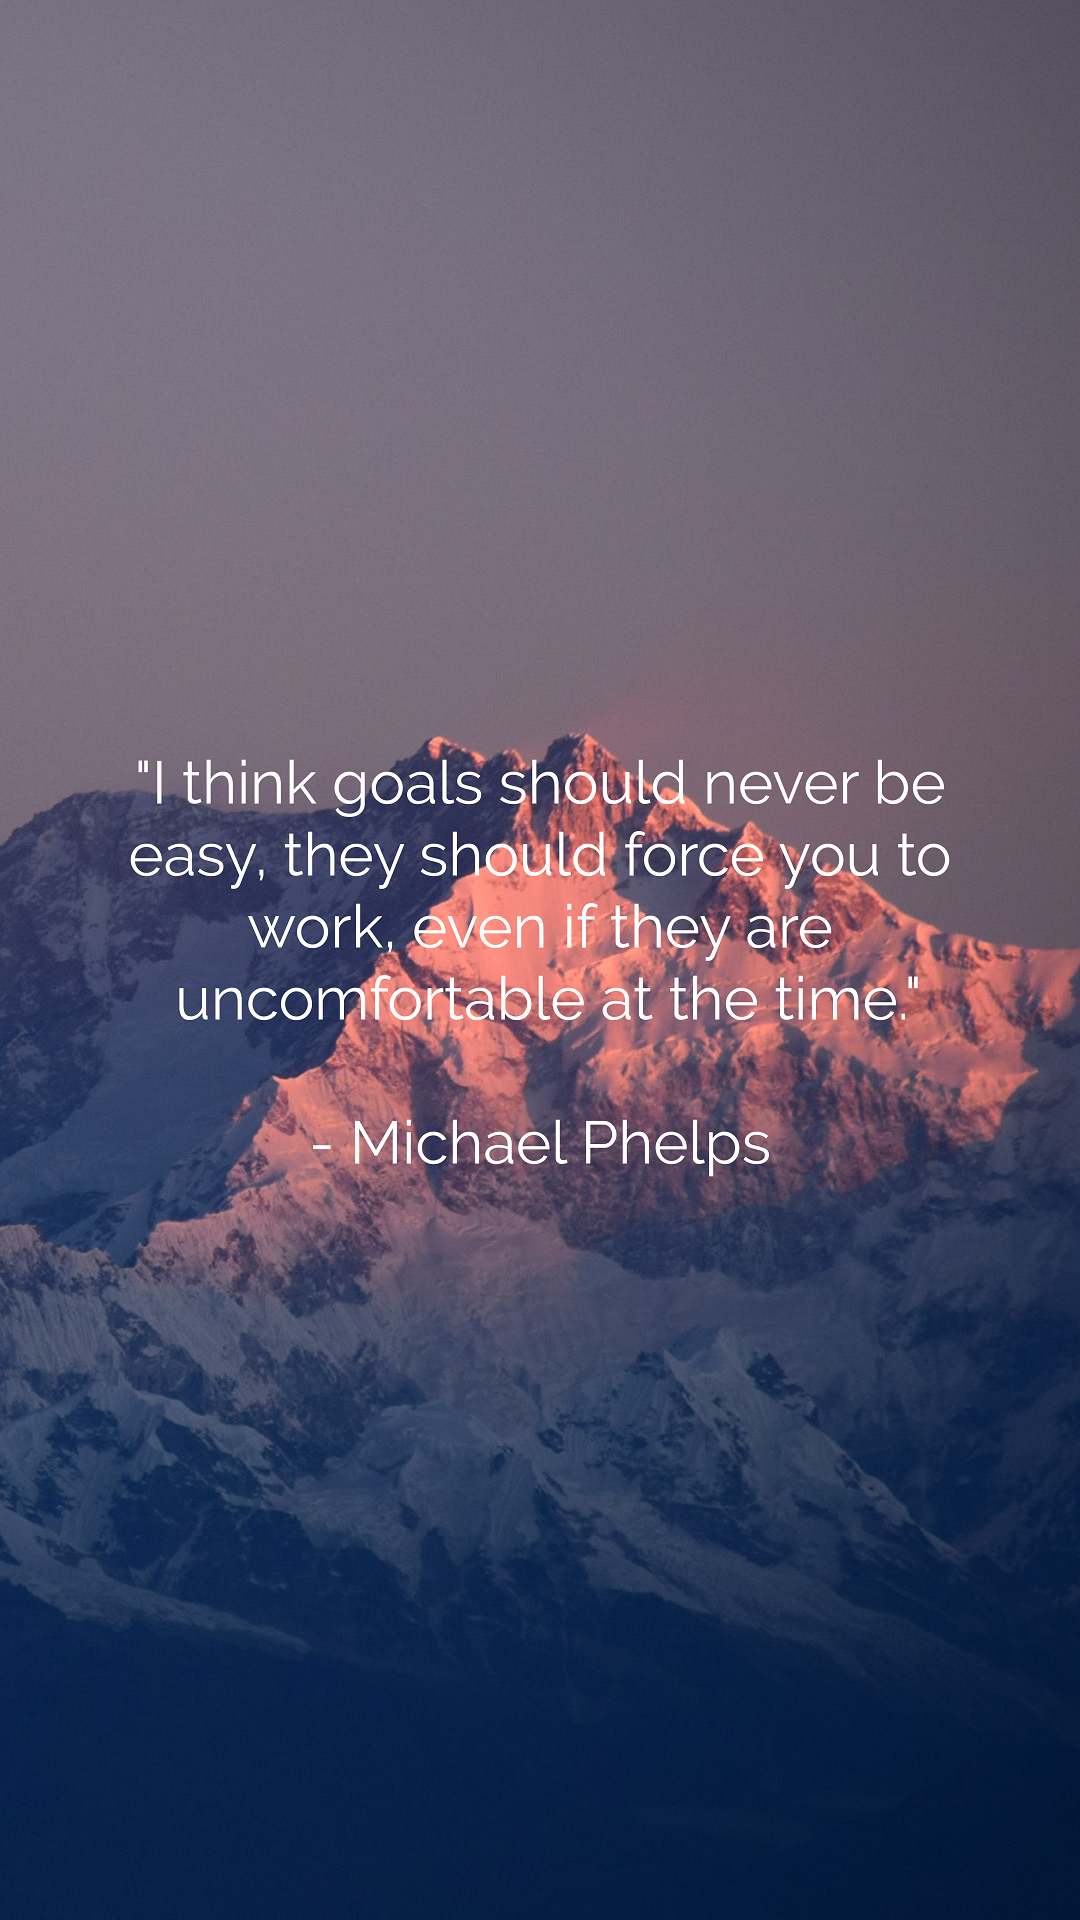 "I think goals should never be
easy, they should force you to
work, even if they are
uncomfortable at the time."
- Michael Phelps